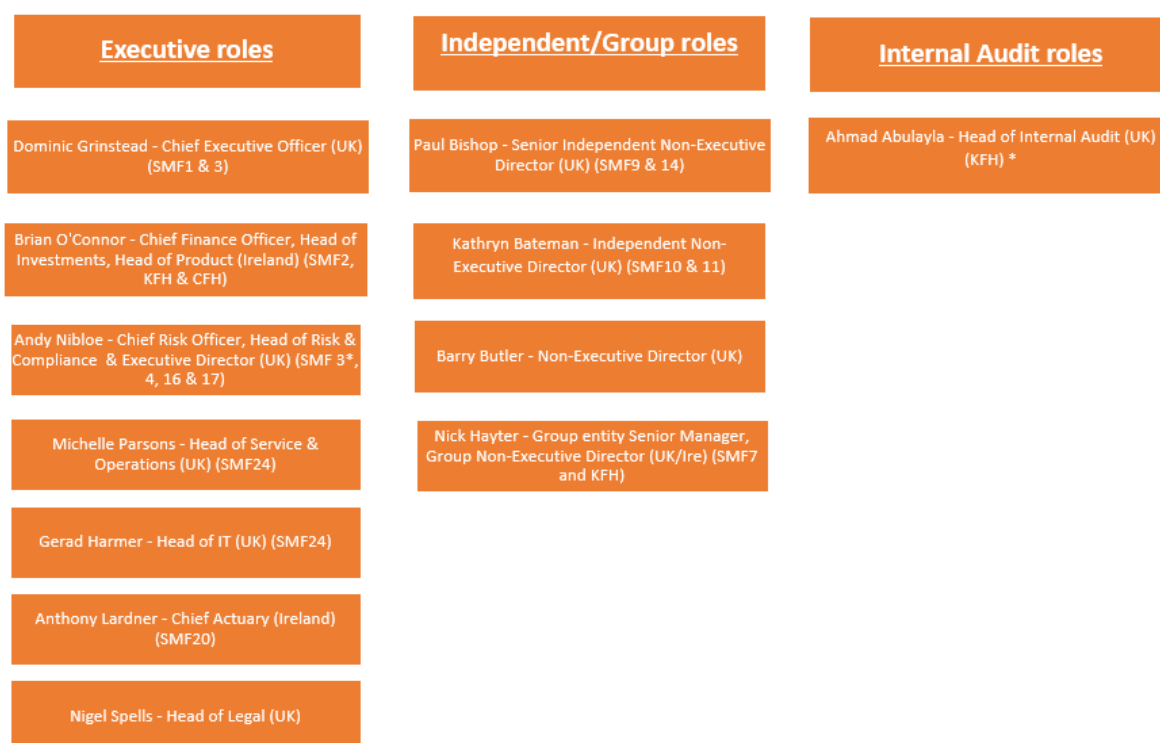 Executive roles
Dominic Grinstead - Chief Executive Officer (UK)
(SMF1 & 3)
Brian O'Connor - Chief Finance Officer, Head of
Investments, Head of Product (Ireland) (SMF2,
KFH & CFH)
Andy Nibloe - Chief Risk Officer, Head of Risk &
Compliance & Executive Director (UK) (SMF 3*,
4, 16 & 17)
Michelle Parsons - Head of Service &
Operations (UK) (SMF24)
Gerad Harmer - Head of IT (UK) (SMF24)
Anthony Lardner - Chief Actuary (Ireland)
(SMF20)
Nigel Spells - Head of Legal (UK)
Independent/Group roles
Paul Bishop - Senior Independent Non-Executive
Director (UK) (SMF9 & 14)
Kathryn Bateman - Independent Non-
Executive Director (UK) (SMF10 & 11)
Barry Butler - Non-Executive Director (UK)
Nick Hayter - Group entity Senior Manager,
Group Non-Executive Director (UK/Ire) (SMF7
and KFH)
Internal Audit roles
Ahmad Abulayla - Head of Internal Audit (UK)
(KFH) *